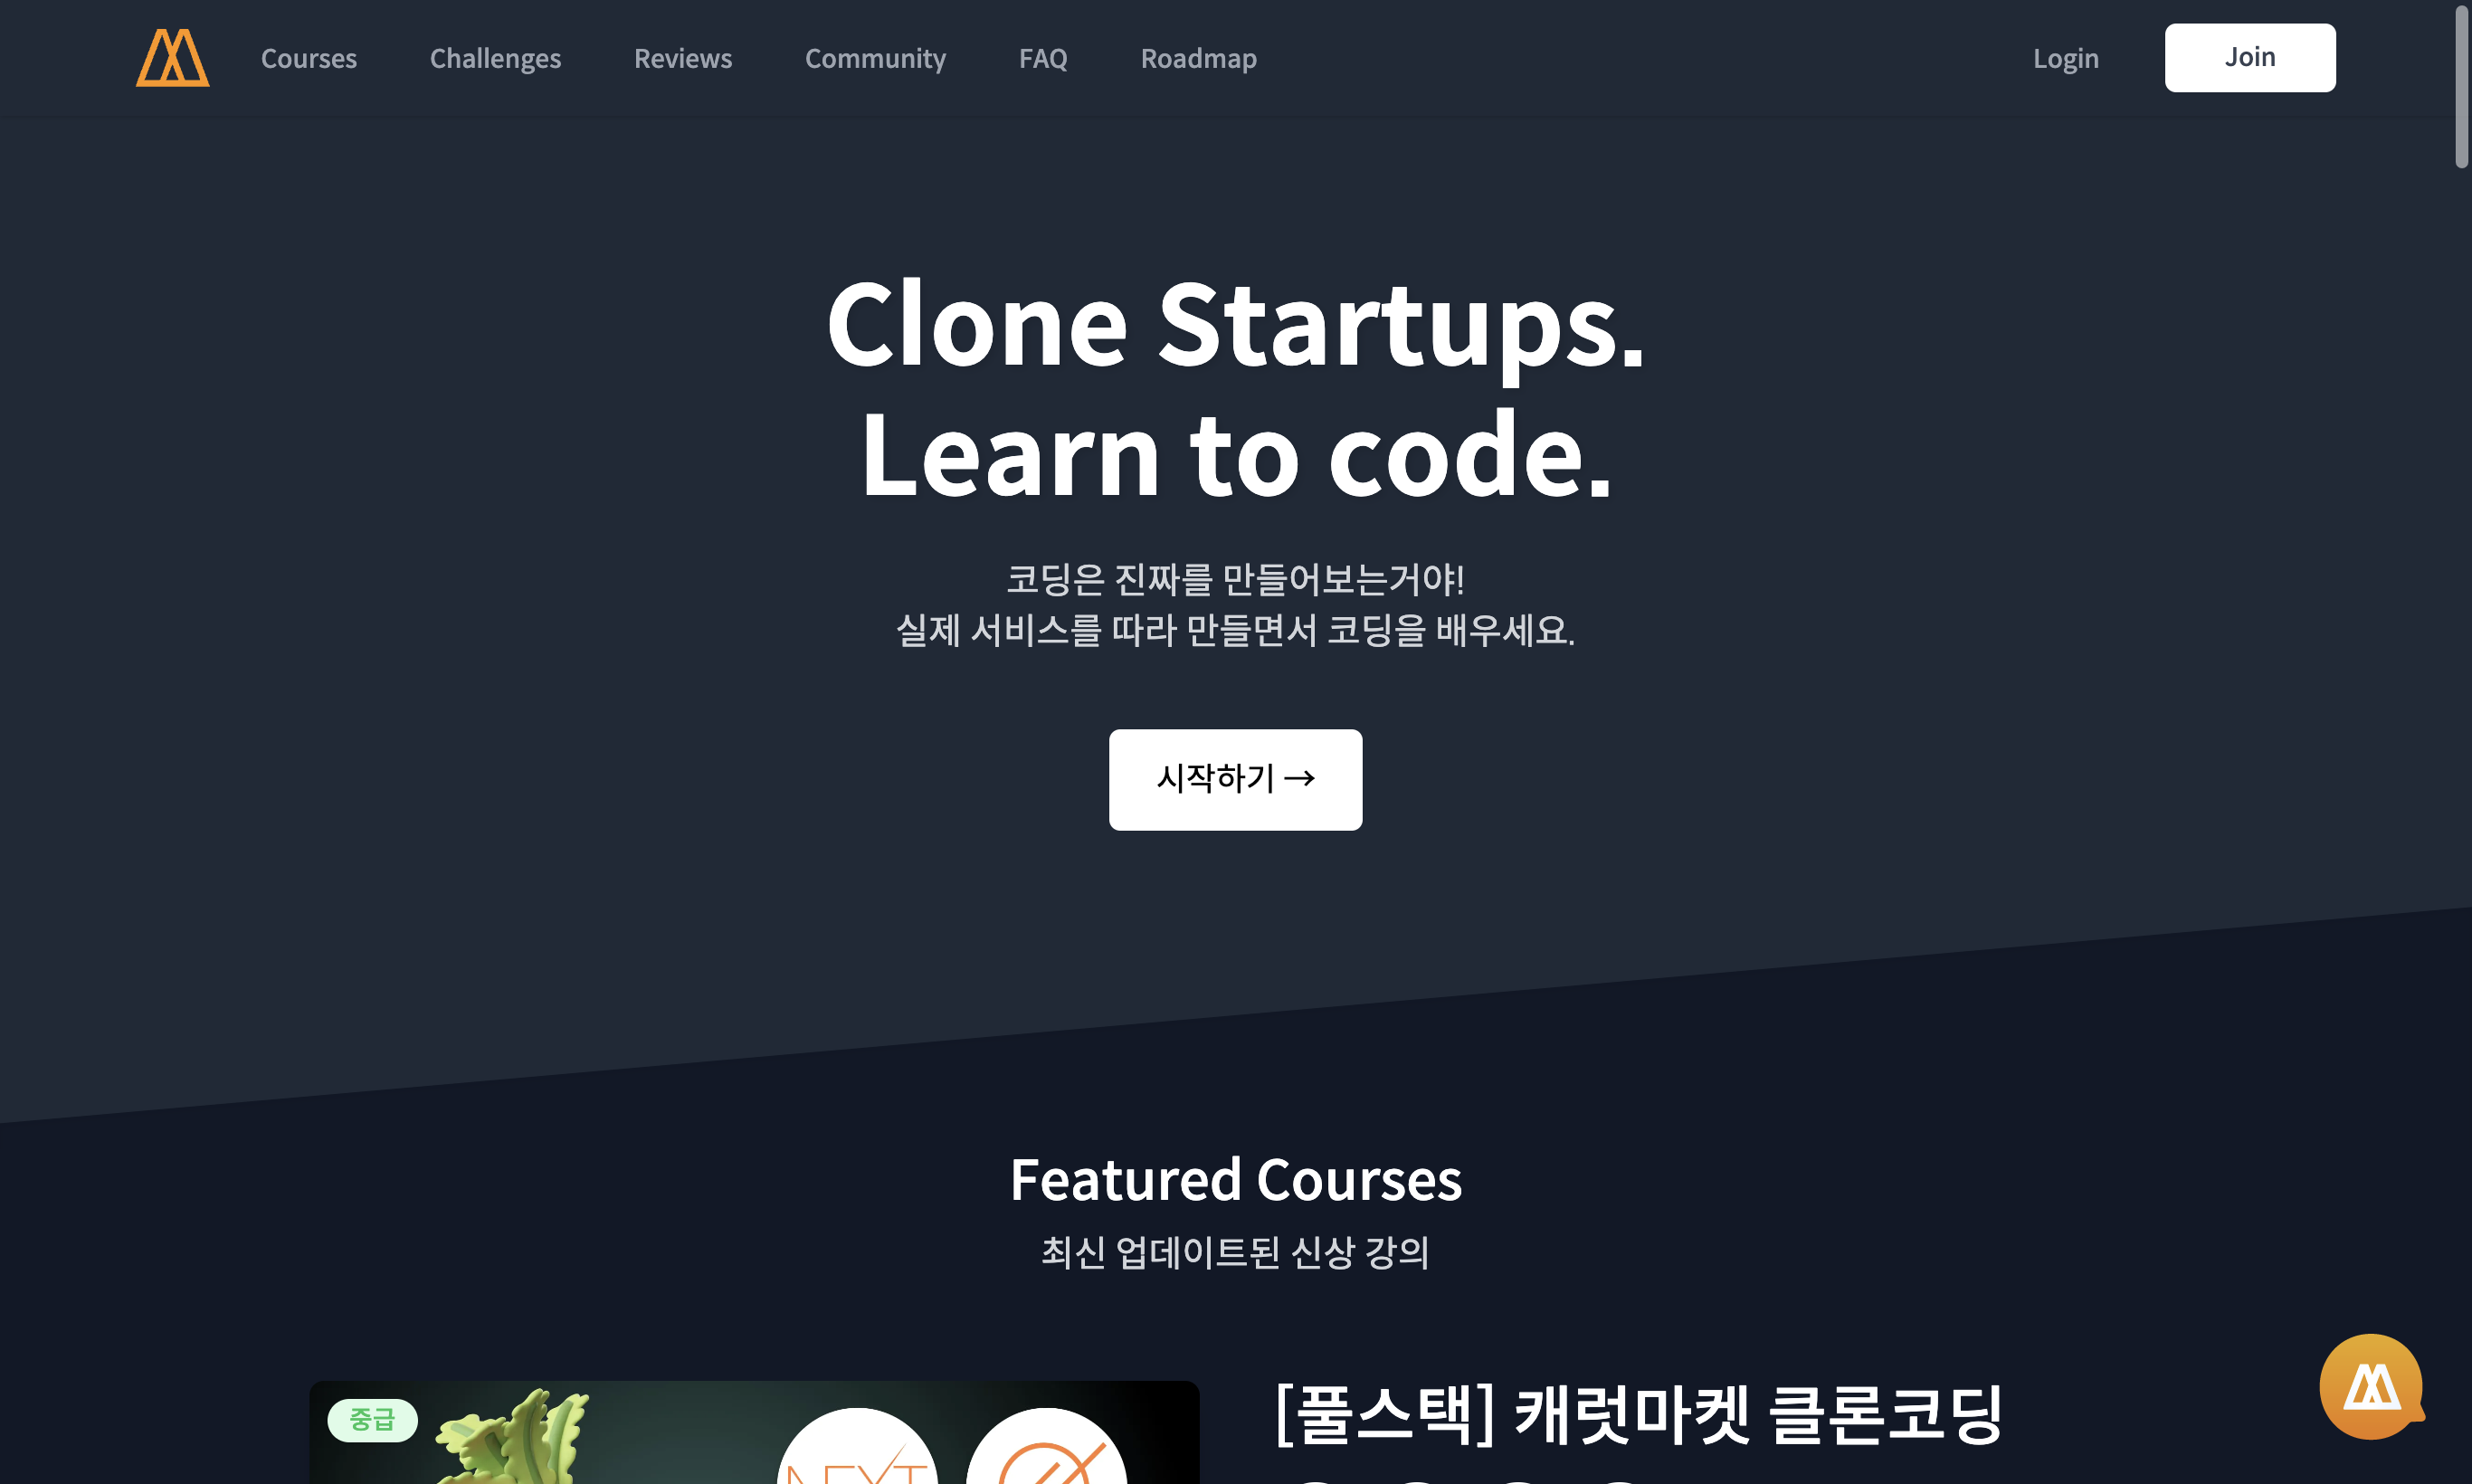 Courses Challenges Reviews Community FAQ Roadmap Login Join
Clone Startups.
Learn to code.
코딩은 진짜를 만들어보는거야!
실제 서비스를 따라 만들면서 코딩을 배우세요.
시작하기 →
Featured Courses
최신 업데이트된 신상 강의
중급
NEXT
[풀스택] 캐럿마켓 클론코딩